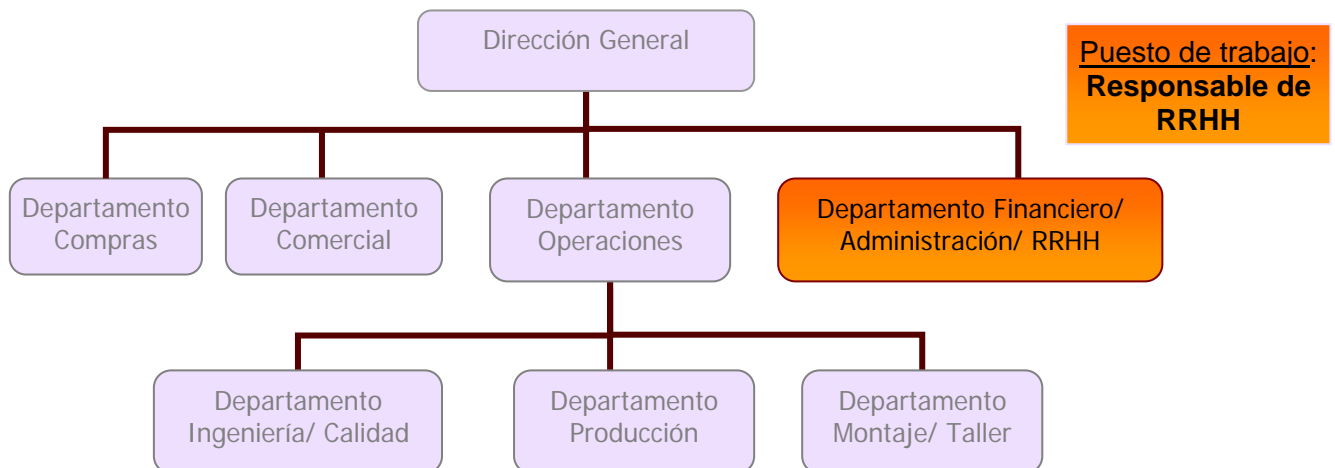 Dirección General
Puesto de trabajo:
Responsable de
RRHH
Departamento
Compras
Departamento
Comercial
Departamento
Operaciones
Departamento Financiero/
Administración/ RRHH
Departamento
Ingeniería/ Calidad
Departamento
Producción
Departamento
Montaje/ Taller